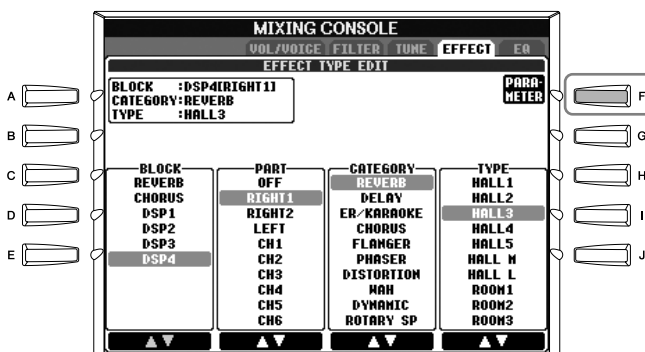 MIXING CONSOLE
VOL/VOICE FILTER TUNE EFFECT EQ
EFFECT TYPE EDIT
BLOCK :DSP4[RIGHT1]
CATEGORY:REVERB
TYPE :HALL3
PARA-
METER
A
B
C
D
E
F
G
H
I
J
BLOCK
REVERB
CHORUS
DSP1
DSP2
DSP3
DSP4
PART
OFF
RIGHT1
RIGHT2
LEFT
CH1
CH2
CH3
CH4
CH5
CH6
CATEGORY
REVERB
DELAY
ER/KARAOKE
CHORUS
FLANGER
PHASER
DISTORTION
WAH
DYNAMIC
ROTARY SP
TYPE
HALL1
HALL2
HALL3
HALL4
HALL5
HALL M
HALL L
ROOM1
ROOM2
ROOM3